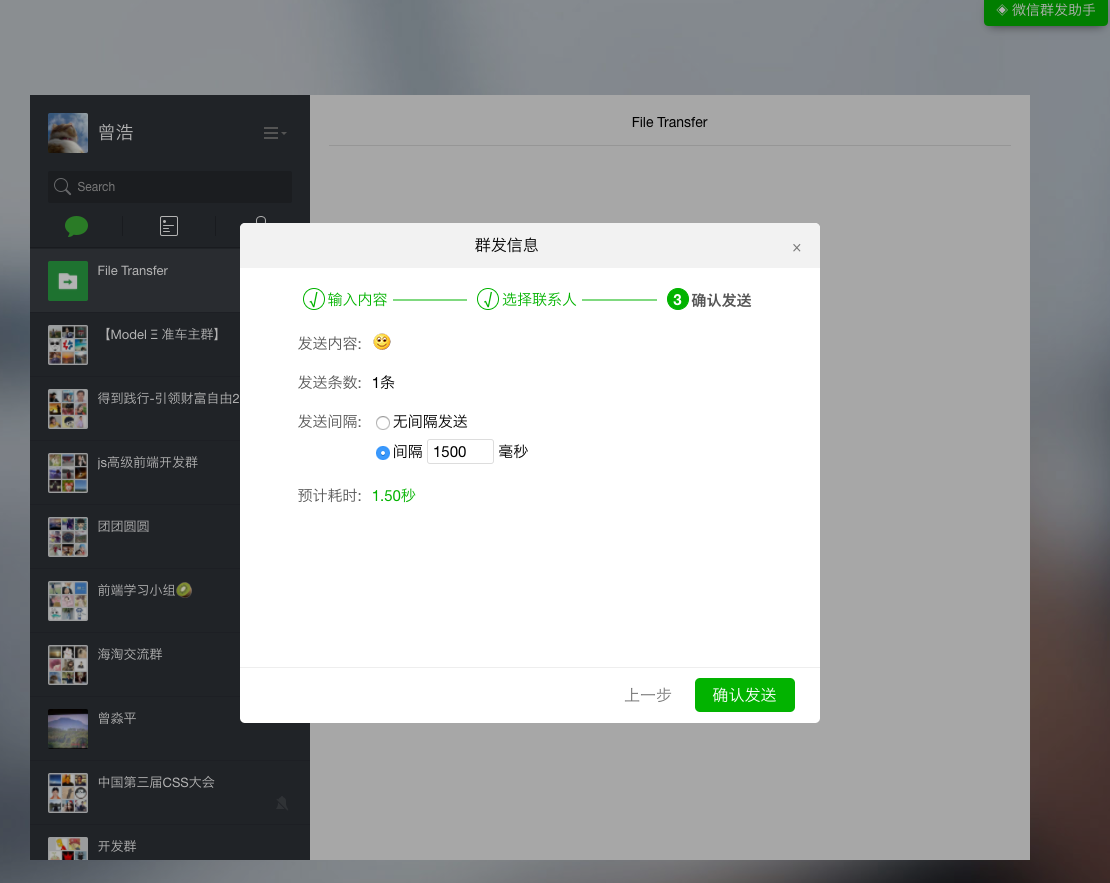 ◈ 微信群发助手
曾浩
File Transfer
Search
File Transfer
【Model Ξ 准车主群】
得到践行-引领财富自由2
js高级前端开发群
团团圆圆
前端学习小组🥝
海淘交流群
曾淼平
中国第三届CSS大会
开发群
群发信息 ×
输入内容 选择联系人 3 确认发送
发送内容:
发送条数: 1条
发送间隔: 无间隔发送
间隔 1500 毫秒
预计耗时: 1.50秒
上一步 确认发送